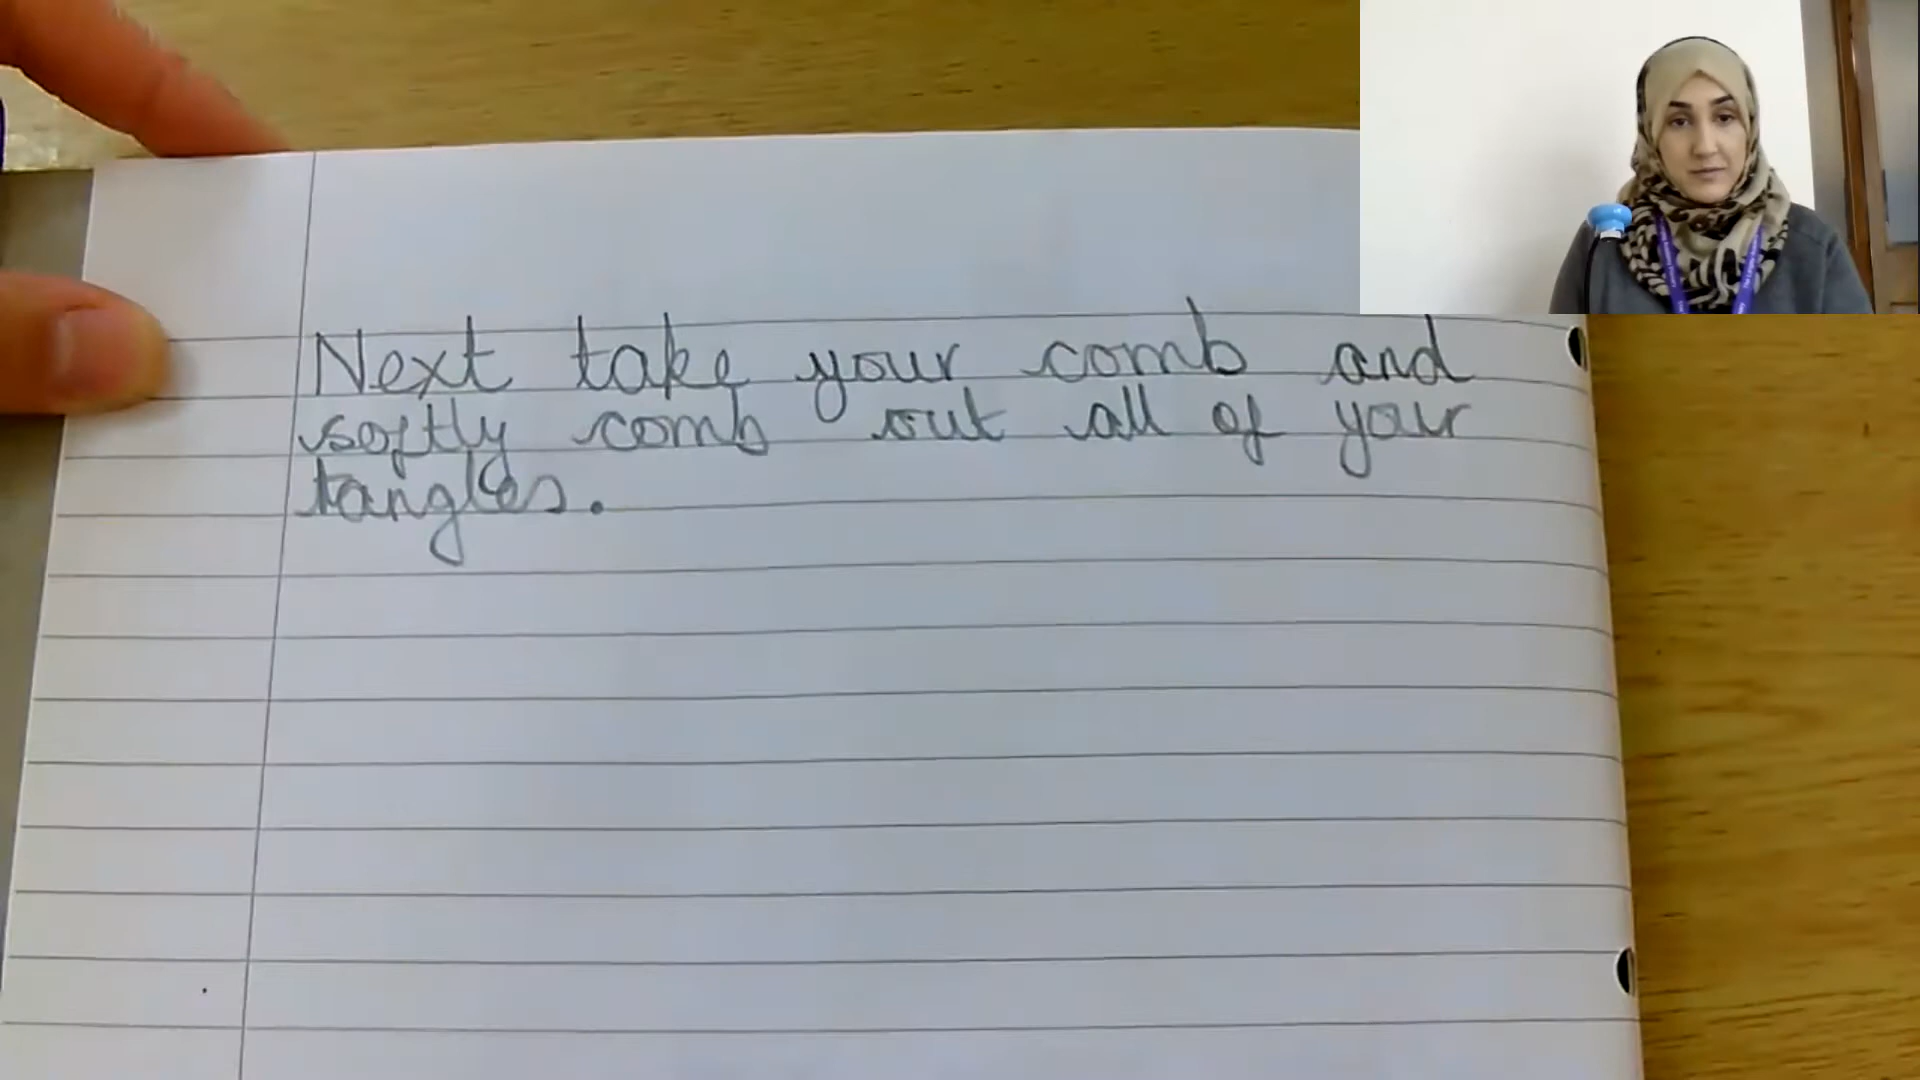 Next take your comb and
softly comb out all of your
tangles.